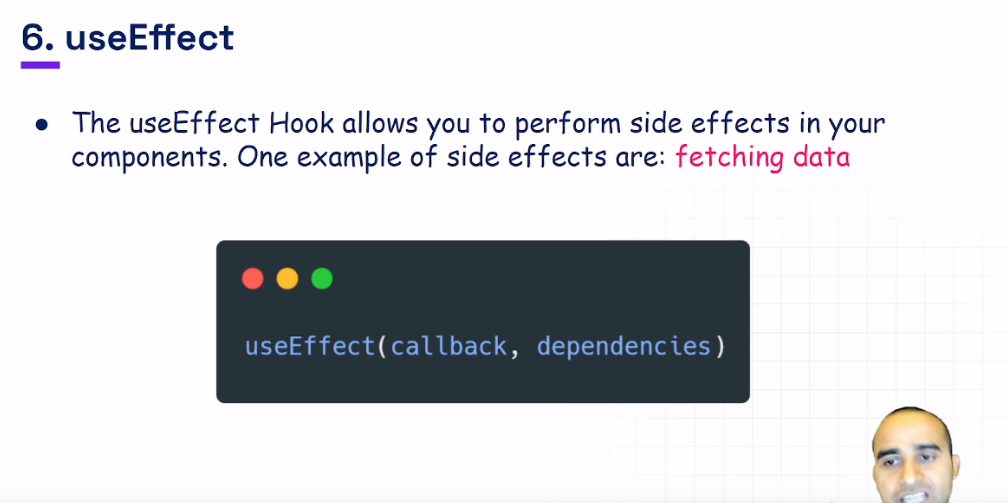 6. useEffect
● The useEffect Hook allows you to perform side effects in your
components. One example of side effects are: fetching data
useEffect(callback, dependencies)